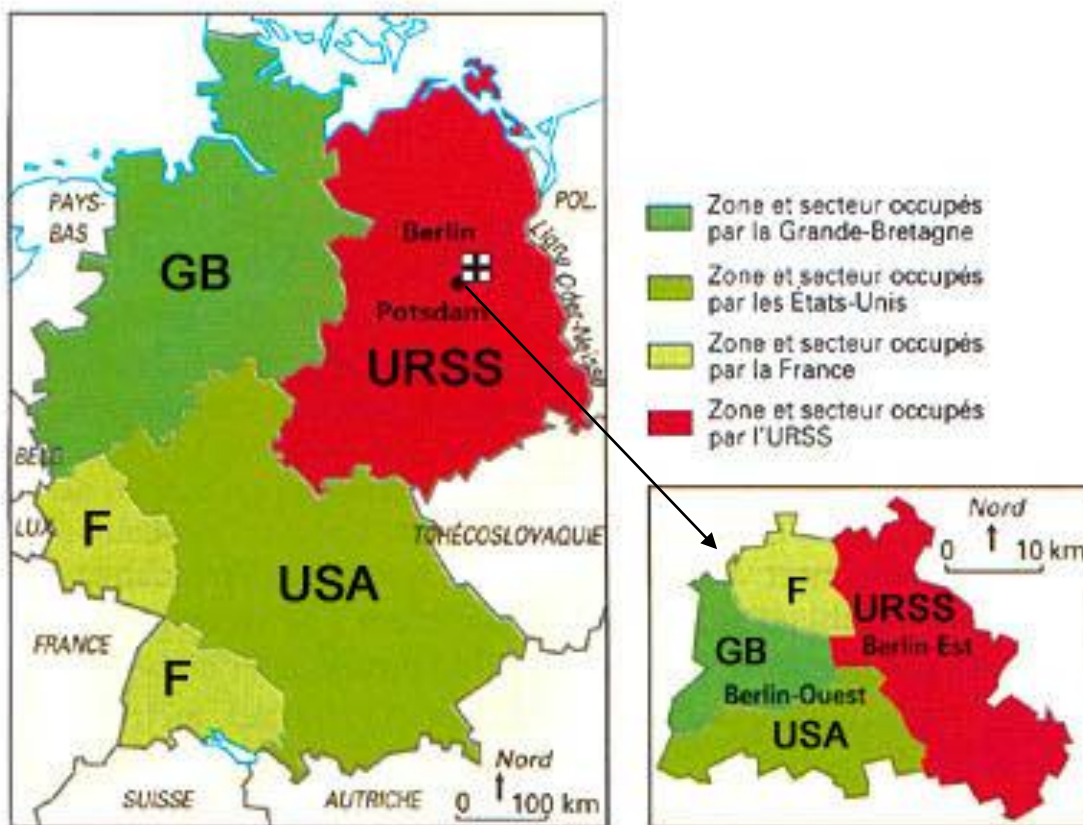 PAYS-
BAS
GB
Berlin
Potsdam
URSS
POL.
Ligne Oder-Neisse
BELG.
LUX.
F
USA
TCHÉCOSLOVAQUIE
FRANCE
F
SUISSE
AUTRICHE
Nord
0 100 km
Zone et secteur occupés
par la Grande-Bretagne
Zone et secteur occupés
par les États-Unis
Zone et secteur occupés
par la France
Zone et secteur occupés
par l'URSS
Nord
0 10 km
F
URSS
Berlin-Est
GB
Berlin-Ouest
USA